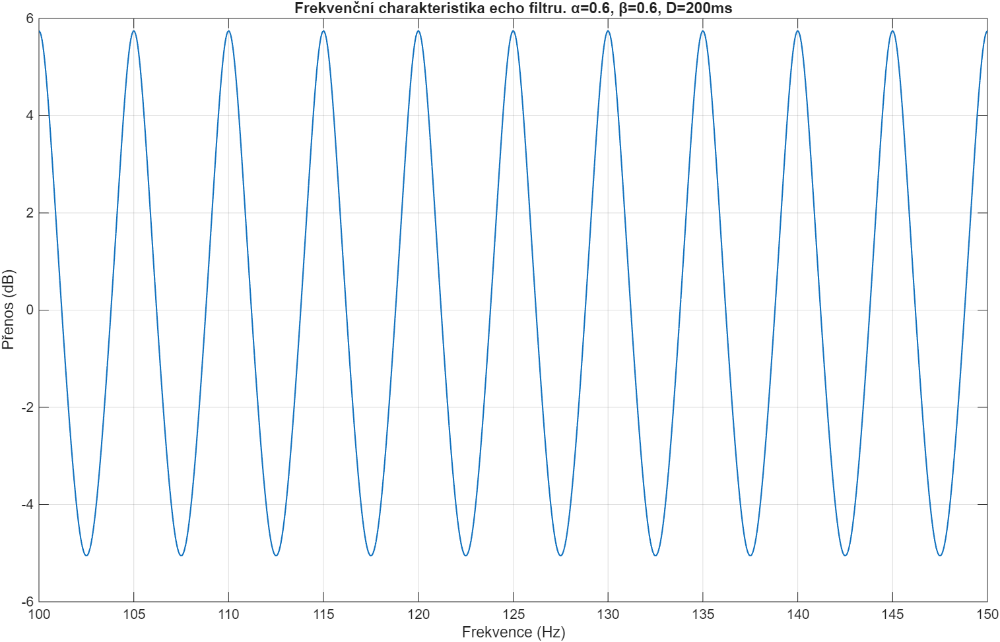 Frekvenční charakteristika echo filtru. α=0.6, β=0.6, D=200ms
Přenos (dB)
6
4
2
0
-2
-4
-6
100 105 110 115 120 125 130 135 140 145 150
Frekvence (Hz)